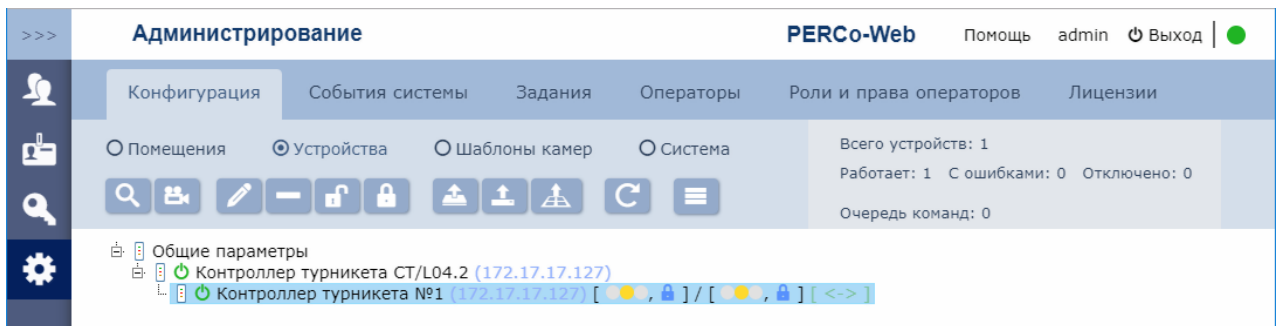 >>> Администрирование PERCo-Web Помощь admin Выход
Конфигурация События системы Задания Операторы Роли и права операторов Лицензии
Помещения Устройства Шаблоны камер Система
Всего устройств: 1
Работает: 1 С ошибками: 0 Отключено: 0
Очередь команд: 0
Общие параметры
Контроллер турникета CT/L04.2 (172.17.17.127)
Контроллер турникета №1 (172.17.17.127) [ , ] / [ , ] [ <-> ]